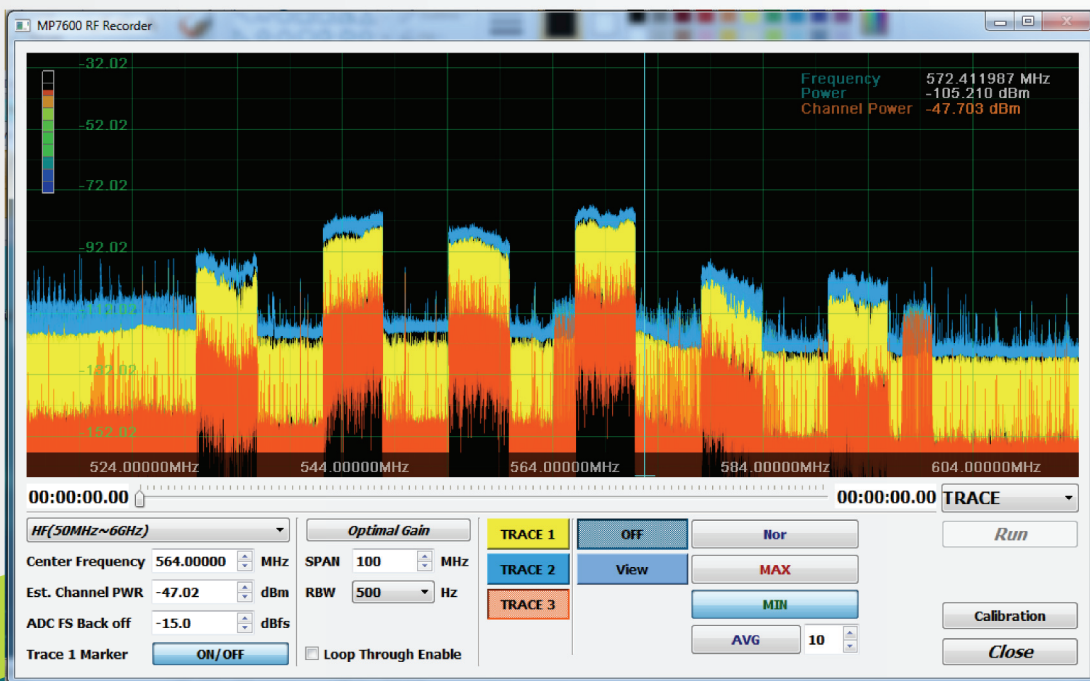 MP7600 RF Recorder
-32.02
Frequency 572.411987 MHz
Power -105.210 dBm
Channel Power -47.703 dBm
-52.02
-72.02
-92.02
-152.02
524.00000MHz 544.00000MHz 564.00000MHz 584.00000MHz 604.00000MHz
00:00:00.00 00:00:00.00 TRACE
HF(50MHz~6GHz) Optimal Gain TRACE 1 OFF Nor Run
Center Frequency 564.00000 MHz SPAN 100 MHz TRACE 2 View MAX
Est. Channel PWR -47.02 dBm RBW 500 Hz TRACE 3 MIN
ADC FS Back off -15.0 dBfs AVG 10 Calibration
Trace 1 Marker ON/OFF Loop Through Enable Close